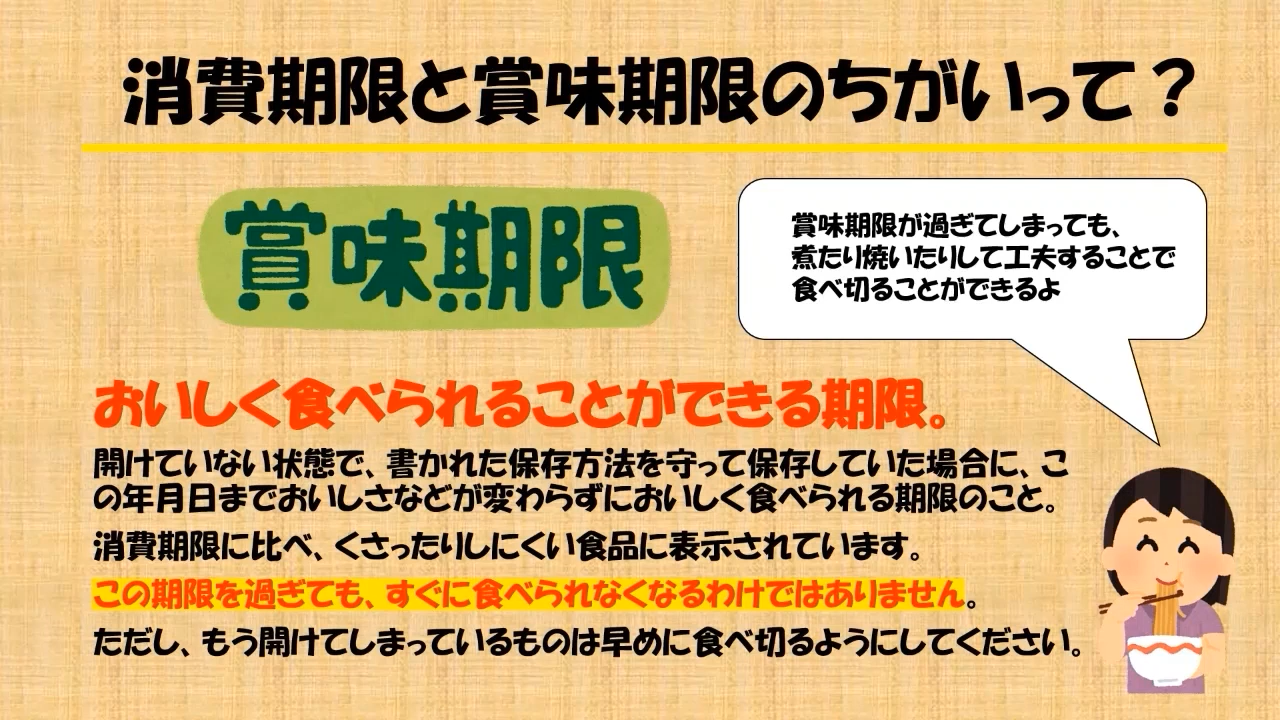 消費期限と賞味期限のちがいって？
賞味期限
賞味期限が過ぎてしまっても、
煮たり焼いたりして工夫することで
食べ切ることができるよ
おいしく食べられることができる期限。
開けていない状態で、書かれた保存方法を守って保存していた場合に、こ
の年月日までおいしさなどが変わらずにおいしく食べられる期限のこと。
消費期限に比べ、くさったりしにくい食品に表示されています。
この期限を過ぎても、すぐに食べられなくなるわけではありません。
ただし、もう開けてしまっているものは早めに食べ切るようにしてください。